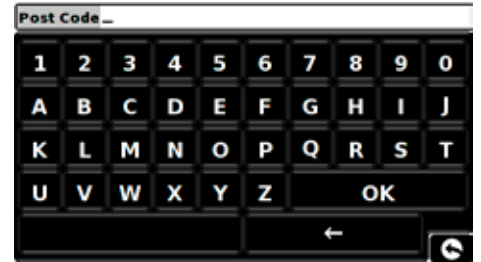 Post Code_
1 2 3 4 5 6 7 8 9 0
A B C D E F G H I J
K L M N O P Q R S T
U V W X Y Z OK
←